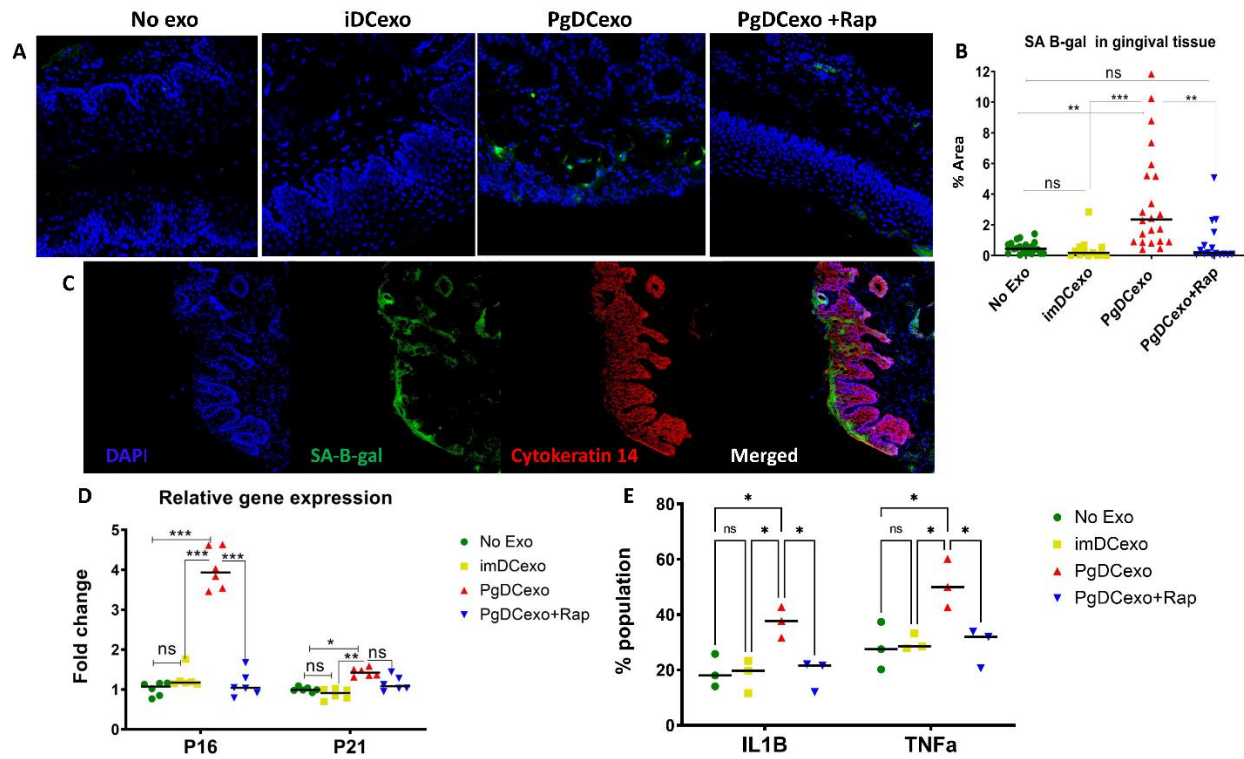 No exo iDCexo PgDCexo PgDCexo +Rap
A
B
SA B-gal in gingival tissue
ns
** *** **
ns
% Area
12
10
8
6
4
2
0
No Exo
imDCexo
PgDCexo
PgDCexo+Rap
C
DAPI SA-B-gal Cytokeratin 14 Merged
D Relative gene expression
Fold change
5
4
3
2
1
0
***
*** ***
ns
*
ns ** ns
P16 P21
No Exo
imDCexo
PgDCexo
PgDCexo+Rap
E
% population
80
60
40
20
0
* *
ns * * ns * *
IL1B TNFa
No Exo
imDCexo
PgDCexo
PgDCexo+Rap